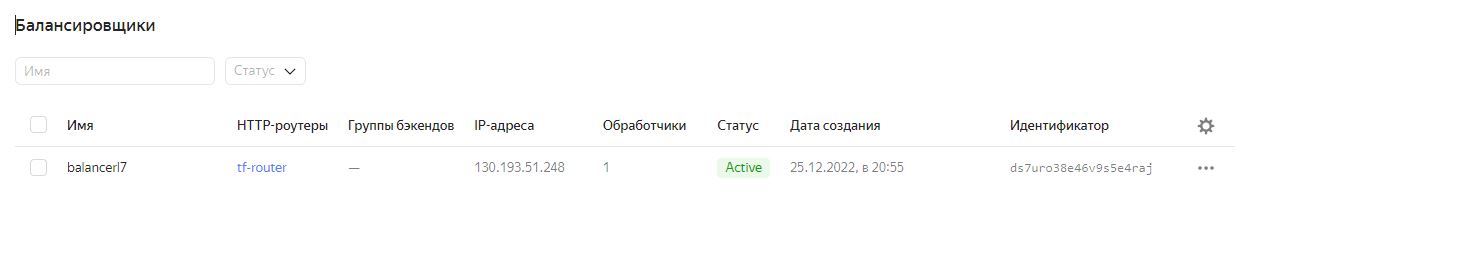 Балансировщики
Имя Статус
Имя HTTP-роутеры Группы бэкендов IP-адреса Обработчики Статус Дата создания Идентификатор
balancerl7 tf-router — 130.193.51.248 1 Active 25.12.2022, в 20:55 ds7uro38e46v9s5e4raj